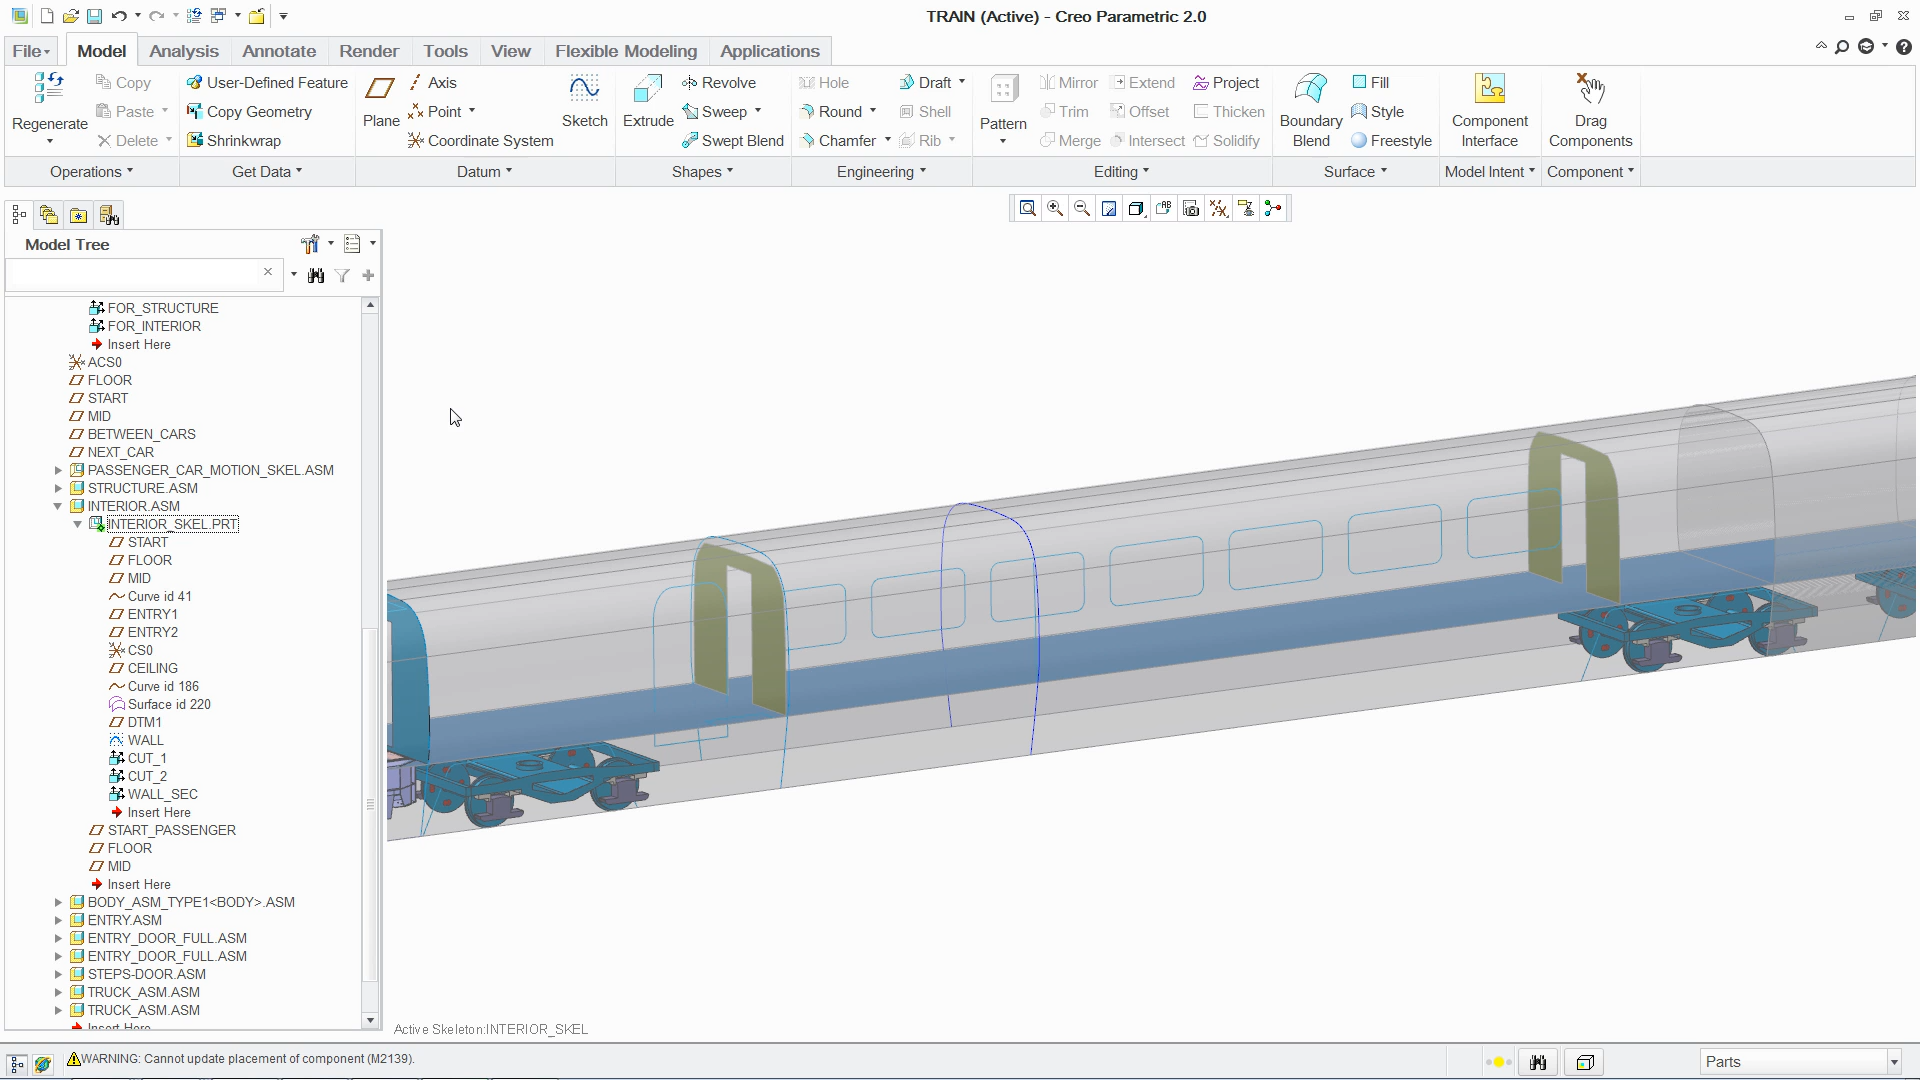 TRAIN (Active) - Creo Parametric 2.0
File Model Analysis Annotate Render Tools View Flexible Modeling Applications
Regenerate
Copy
Paste
Delete
User-Defined Feature
Copy Geometry
Shrinkwrap
Plane
Axis
Point
Coordinate System
Sketch
Extrude
Revolve
Sweep
Swept Blend
Hole
Round
Chamfer
Draft
Shell
Rib
Pattern
Mirror
Trim
Merge
Extend
Offset
Intersect
Project
Thicken
Solidify
Boundary
Blend
Fill
Style
Freestyle
Component
Interface
Drag
Components
Operations Get Data Datum Shapes Engineering Editing Surface Model Intent Component
Model Tree
FOR_STRUCTURE
FOR_INTERIOR
Insert Here
ACS0
FLOOR
START
MID
BETWEEN_CARS
NEXT_CAR
PASSENGER_CAR_MOTION_SKEL.ASM
STRUCTURE.ASM
INTERIOR.ASM
INTERIOR_SKEL.PRT
START
FLOOR
MID
Curve id 41
ENTRY1
ENTRY2
CS0
CEILING
Curve id 186
Surface id 220
DTM1
WALL
CUT_1
CUT_2
WALL_SEC
Insert Here
START_PASSENGER
FLOOR
MID
Insert Here
BODY_ASM_TYPE1<BODY>.ASM
ENTRY.ASM
ENTRY_DOOR_FULL.ASM
ENTRY_DOOR_FULL.ASM
STEPS-DOOR.ASM
TRUCK_ASM.ASM
TRUCK_ASM.ASM
Insert Here
Active Skeleton:INTERIOR_SKEL
WARNING: Cannot update placement of component (M2139).
Parts